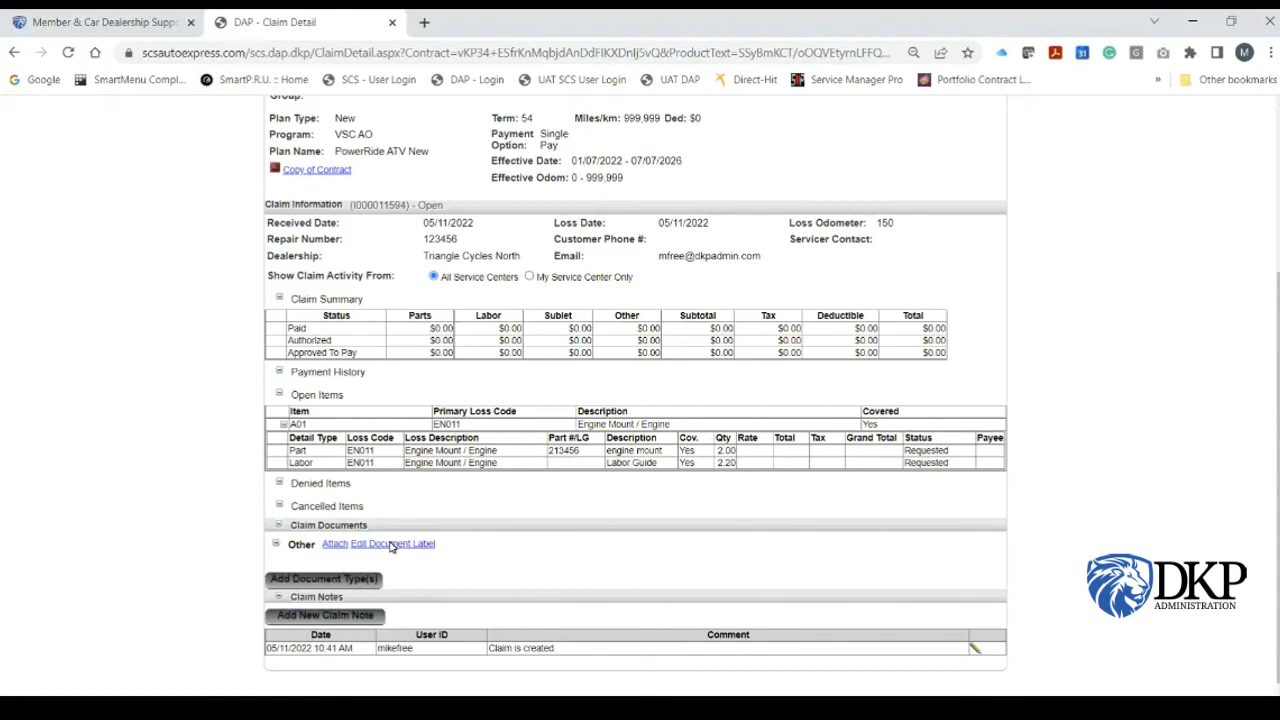 Member & Car Dealership Suppo
DAP - Claim Detail
scsautoexpress.com/scs.dap.dkp/ClaimDetail.aspx?Contract=vKP34+ESfrKnMqbjdAnDdFIKXDnIj5vQ&ProductText=S5yBmKCT/oOQVEtyrnLFFQ...
M
Google SmartMenu Compl... SmartP.R.U. :: Home SCS - User Login DAP - Login UAT SCS User Login UAT DAP Direct-Hit Service Manager Pro Portfolio Contract L... » Other bookmarks
Group:
Plan Type: New Term: 54 Miles/km: 999,999 Ded: $0
Program: VSC AO Payment Option: Single Pay
Plan Name: PowerRide ATV New
Effective Date: 01/07/2022 - 07/07/2026
Copy of Contract
Effective Odom: 0 - 999,999
Claim Information (I000011594) - Open
Received Date: 05/11/2022 Loss Date: 05/11/2022 Loss Odometer: 150
Repair Number: 123456 Customer Phone #: Servicer Contact:
Dealership: Triangle Cycles North Email: mfree@dkpadmin.com
Show Claim Activity From: All Service Centers My Service Center Only
Claim Summary
Status Parts Labor Sublet Other Subtotal Tax Deductible Total
Paid $0.00 $0.00 $0.00 $0.00 $0.00 $0.00 $0.00 $0.00
Authorized $0.00 $0.00 $0.00 $0.00 $0.00 $0.00 $0.00 $0.00
Approved To Pay $0.00 $0.00 $0.00 $0.00 $0.00 $0.00 $0.00 $0.00
Payment History
Open Items
Item Primary Loss Code Description Covered
A01 EN011 Engine Mount / Engine Yes
Detail Type Loss Code Loss Description Part #/LG Description Cov. Qty Rate Total Tax Grand Total Status Payee
Part EN011 Engine Mount / Engine 213456 engine mount Yes 2.00 Requested
Labor EN011 Engine Mount / Engine Labor Guide Yes 2.20 Requested
Denied Items
Cancelled Items
Claim Documents
Other Attach Edit Document Label
Add Document Type(s)
Claim Notes
Add New Claim Note
Date User ID Comment
05/11/2022 10:41 AM mikefree Claim is created.
DKP
ADMINISTRATION